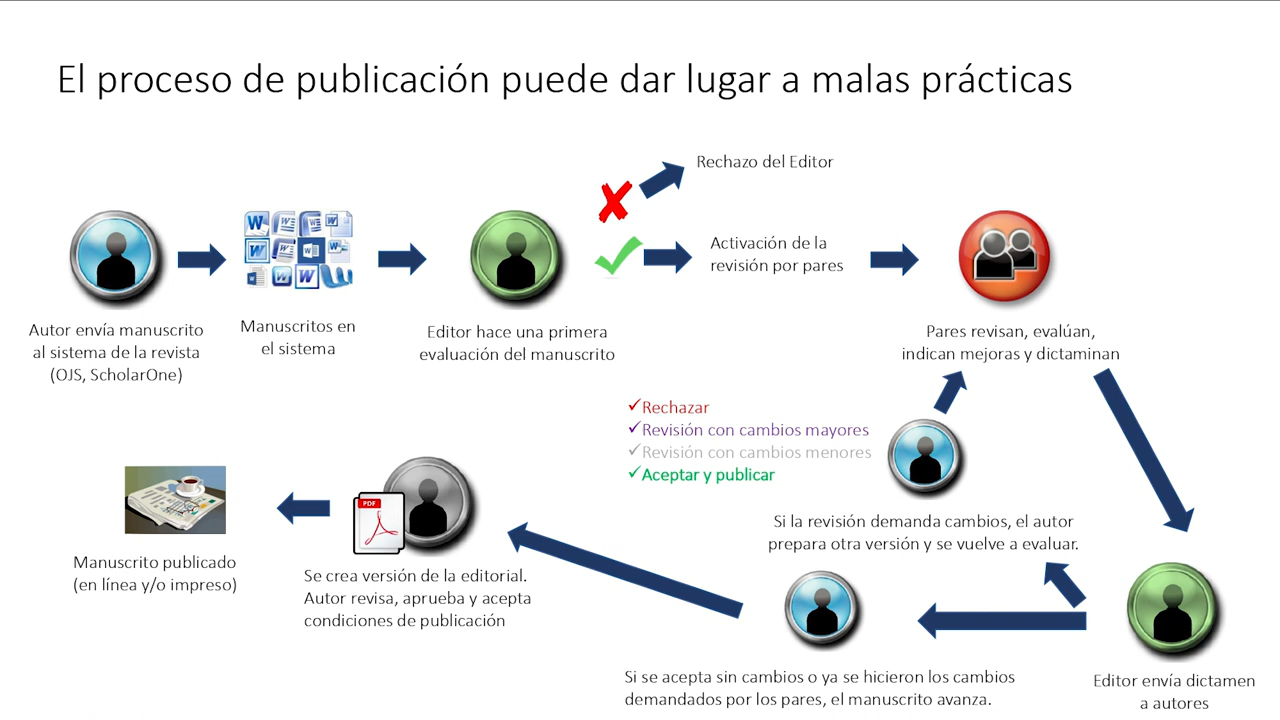 El proceso de publicación puede dar lugar a malas prácticas
Rechazo del Editor
Activación de la
revisión por pares
Autor envía manuscrito
al sistema de la revista
(OJS, ScholarOne)
Manuscritos en
el sistema
Editor hace una primera
evaluación del manuscrito
Pares revisan, evalúan,
indican mejoras y dictaminan
✓Rechazar
✓Revisión con cambios mayores
✓Revisión con cambios menores
✓Aceptar y publicar
Si la revisión demanda cambios, el autor
prepara otra versión y se vuelve a evaluar.
PDF
Manuscrito publicado
(en línea y/o impreso)
Se crea versión de la editorial.
Autor revisa, aprueba y acepta
condiciones de publicación
Si se acepta sin cambios o ya se hicieron los cambios
demandados por los pares, el manuscrito avanza.
Editor envía dictamen
a autores